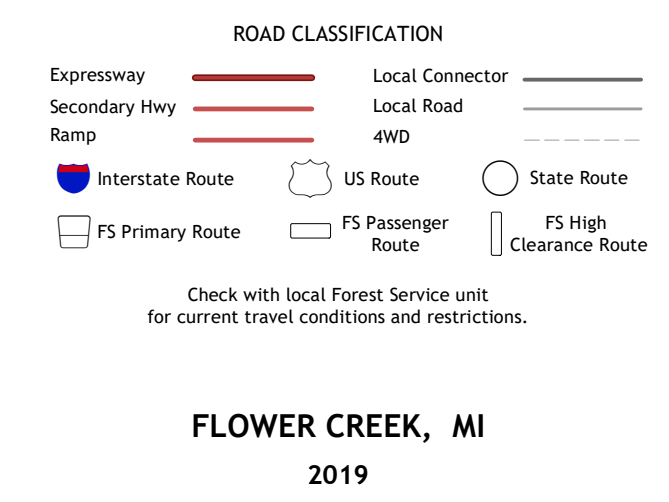 ROAD CLASSIFICATION
Expressway
Local Connector
Secondary Hwy
Local Road
Ramp
4WD
Interstate Route
US Route
State Route
FS Primary Route
FS Passenger
Route
FS High
Clearance Route
Check with local Forest Service unit
for current travel conditions and restrictions.
FLOWER CREEK, MI
2019